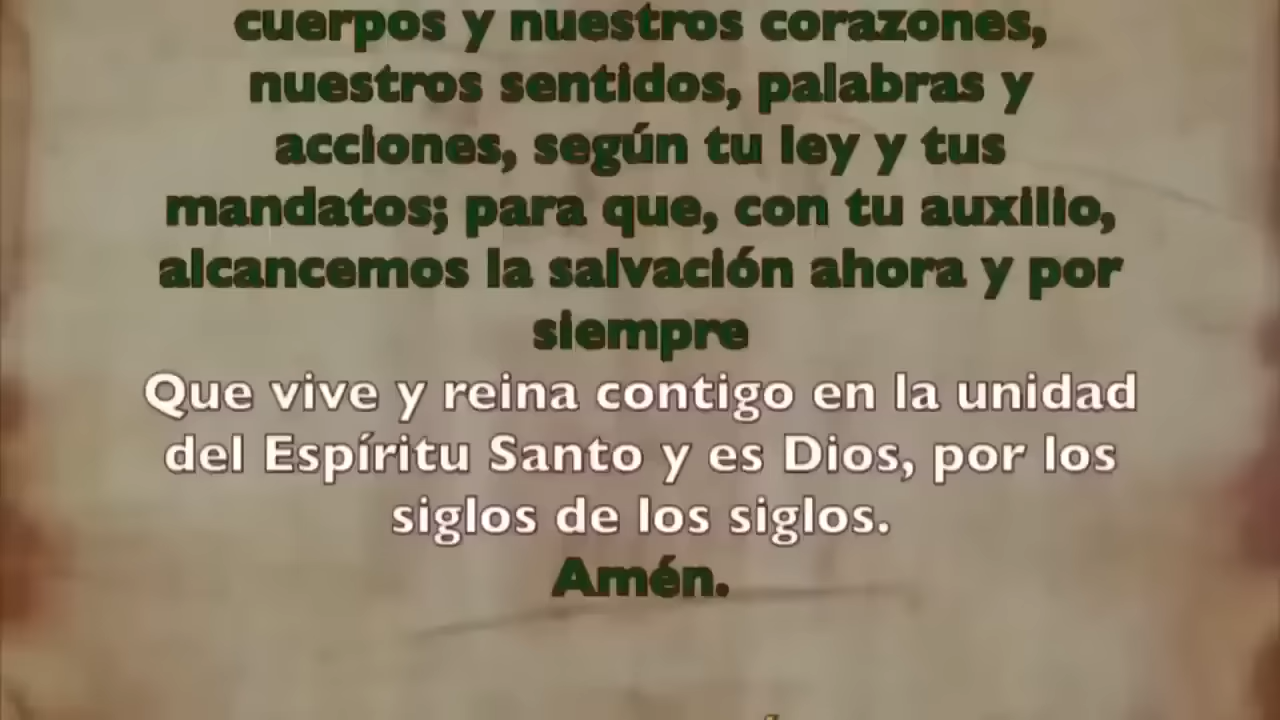 cuerpos y nuestros corazones,
nuestros sentidos, palabras y
acciones, según tu ley y tus
mandatos; para que, con tu auxilio,
alcancemos la salvación ahora y por
siempre
Que vive y reina contigo en la unidad
del Espíritu Santo y es Dios, por los
siglos de los siglos.
Amén.